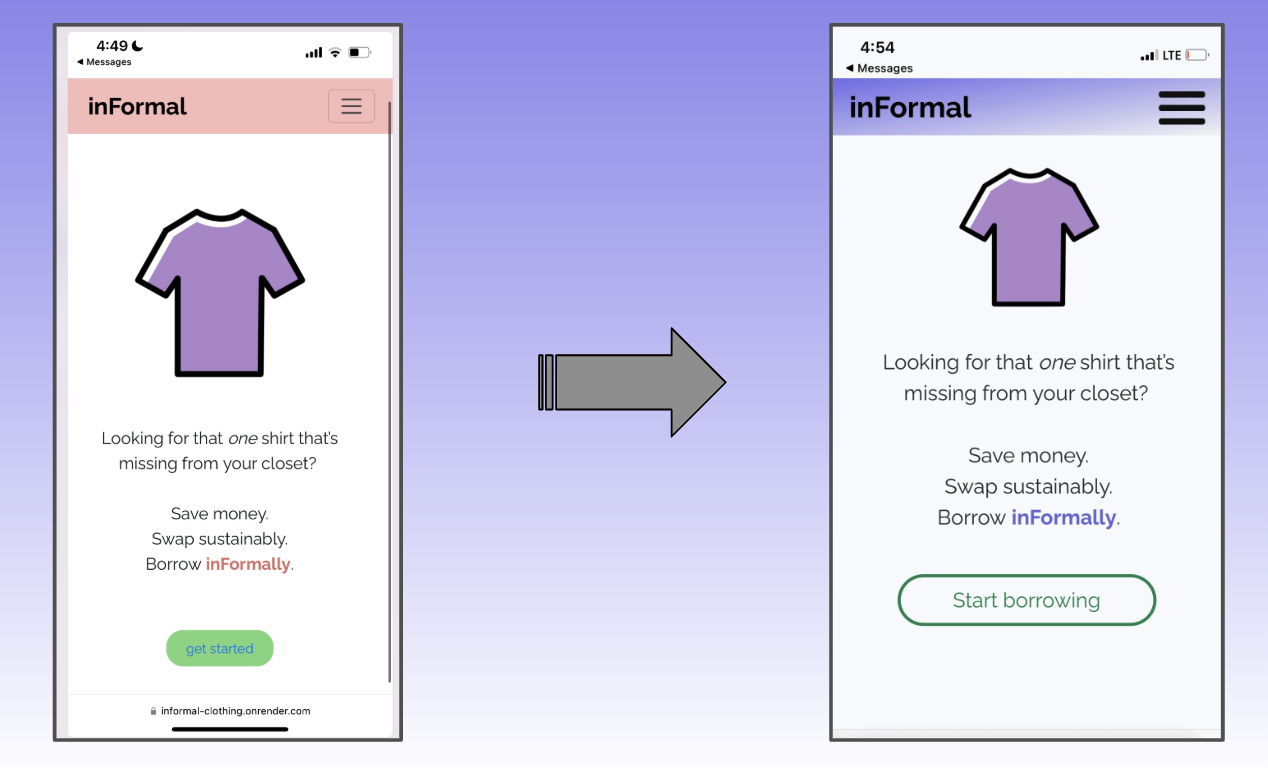 4:49
◀ Messages
inFormal
Looking for that one shirt that's
missing from your closet?
Save money.
Swap sustainably.
Borrow inFormally.
get started
informal-clothing.onrender.com
4:54
◀ Messages
LTE
inFormal
Looking for that one shirt that's
missing from your closet?
Save money.
Swap sustainably.
Borrow inFormally.
Start borrowing